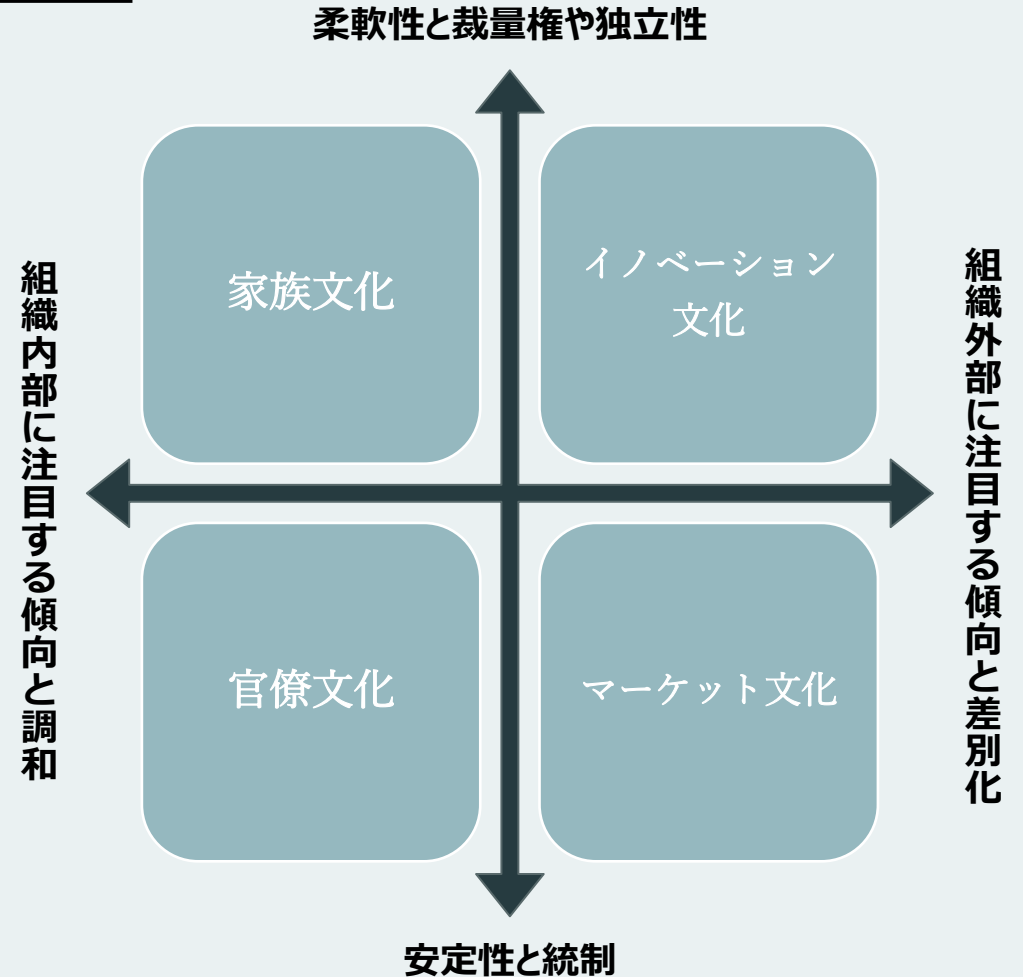 柔軟性と裁量権や独立性
組織内部に注目する傾向と調和
家族文化
イノベーション
文化
組織外部に注目する傾向と差別化
官僚文化
マーケット文化
安定性と統制